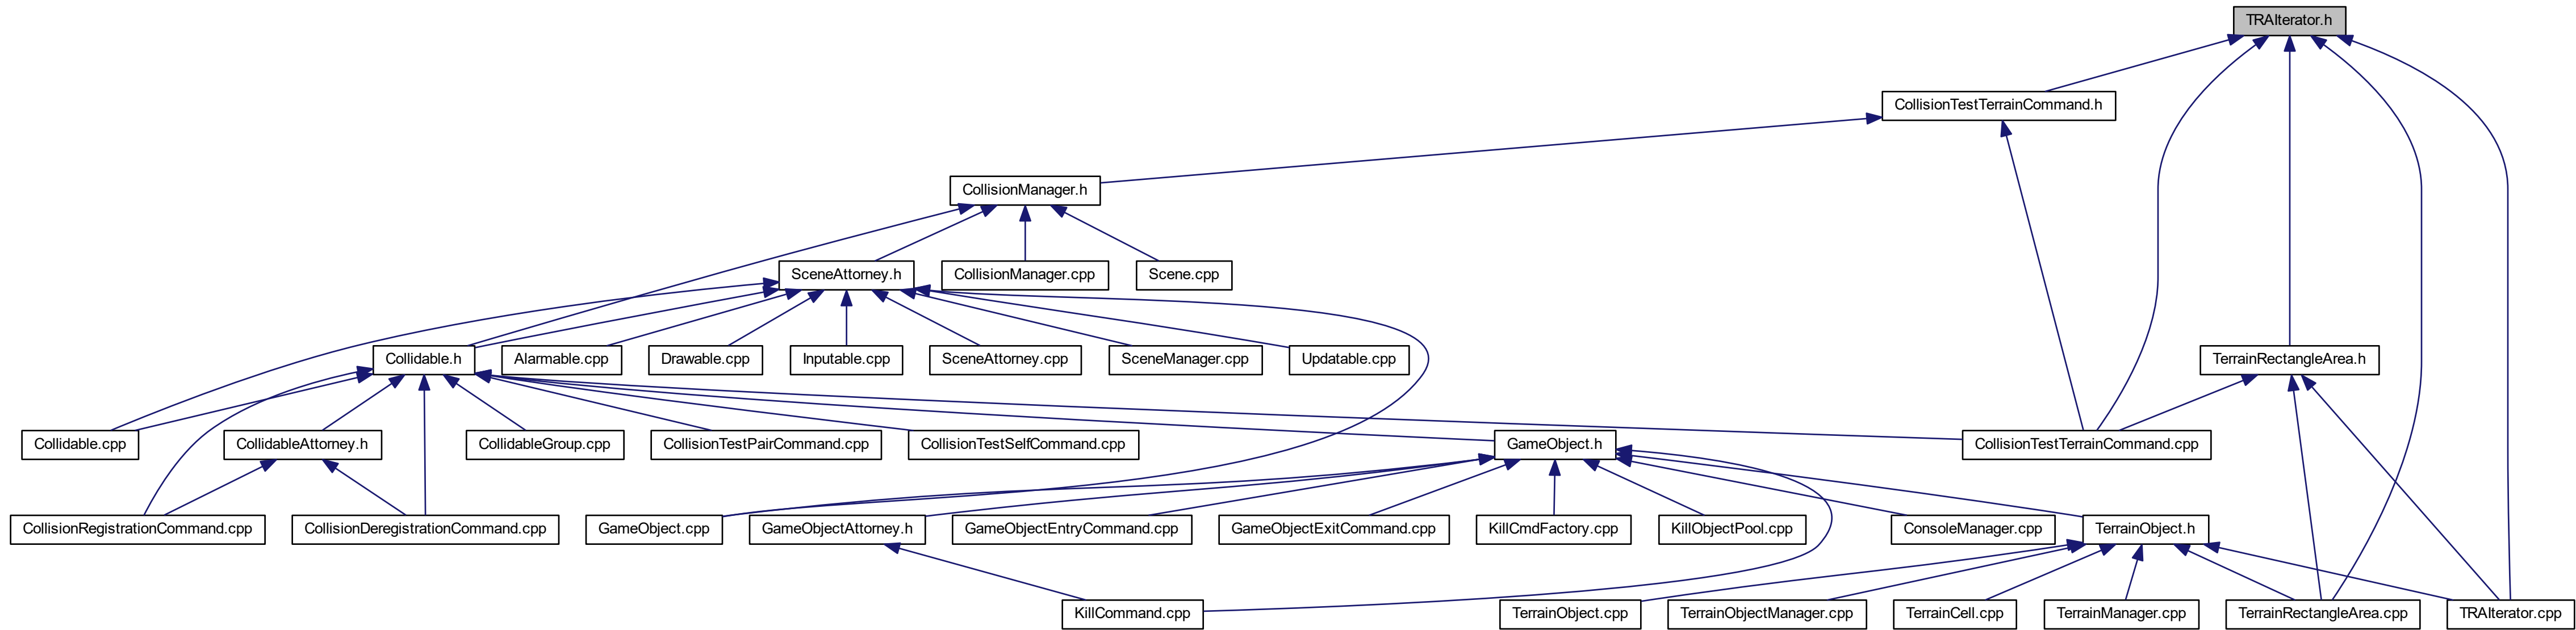 TRAIterator.h
CollisionTestTerrainCommand.h
CollisionManager.h
SceneAttorney.h
CollisionManager.cpp
Scene.cpp
Collidable.h
Alarmable.cpp
Drawable.cpp
Inputable.cpp
SceneAttorney.cpp
SceneManager.cpp
Updatable.cpp
TerrainRectangleArea.h
Collidable.cpp
CollidableAttorney.h
CollidableGroup.cpp
CollisionTestPairCommand.cpp
CollisionTestSelfCommand.cpp
GameObject.h
CollisionTestTerrainCommand.cpp
CollisionRegistrationCommand.cpp
CollisionDeregistrationCommand.cpp
GameObject.cpp
GameObjectAttorney.h
GameObjectEntryCommand.cpp
GameObjectExitCommand.cpp
KillCmdFactory.cpp
KillObjectPool.cpp
ConsoleManager.cpp
TerrainObject.h
KillCommand.cpp
TerrainObject.cpp
TerrainObjectManager.cpp
TerrainCell.cpp
TerrainManager.cpp
TerrainRectangleArea.cpp
TRAIterator.cpp